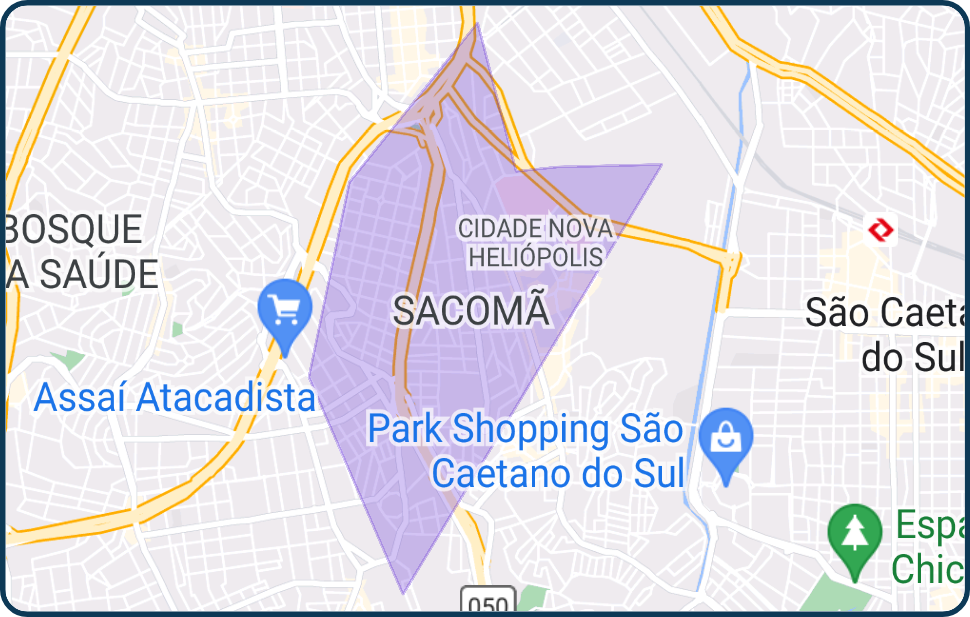 BOSQUE
A SAÚDE
CIDADE NOVA
HELIÓPOLIS
SACOMÃ
São Caeta
do Sul
Assaí Atacadista
Park Shopping São
Caetano do Sul
Espa
Chic
050